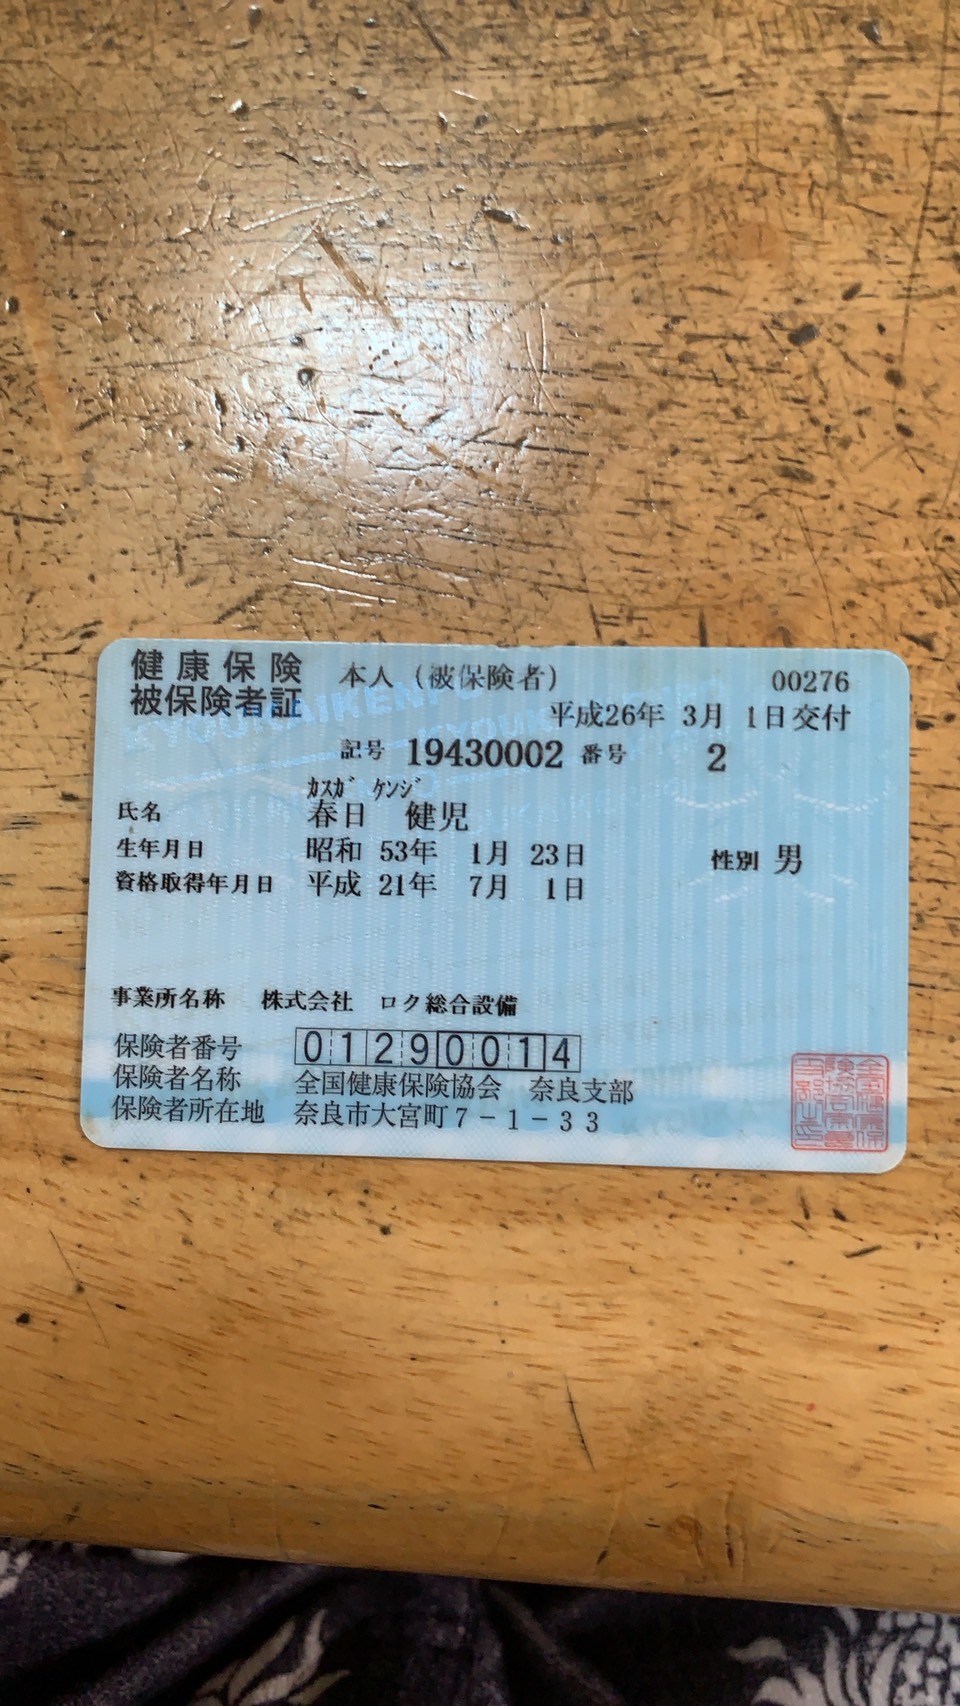 健康保険 本人（被保険者） 00276
被保険者証 平成26年 3月 1日交付
記号 19430002 番号 2
ｶｽｶﾞ ｹﾝｼﾞ
氏名 春日 健児
生年月日 昭和 53年 1月 23日 性別 男
資格取得年月日 平成 21年 7月 1日
事業所名称 株式会社 ロク総合設備
保険者番号 01290014
保険者名称 全国健康保険協会 奈良支部
保険者所在地 奈良市大宮町７－１－３３